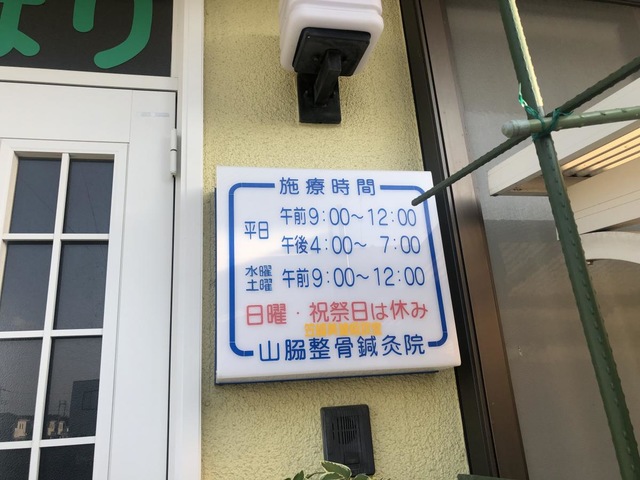 はり
施療時間
平日 午前9:00～12:00
午後4:00～ 7:00
水曜 土曜 午前9:00～12:00
日曜・祝祭日は休み
山脇整骨鍼灸院